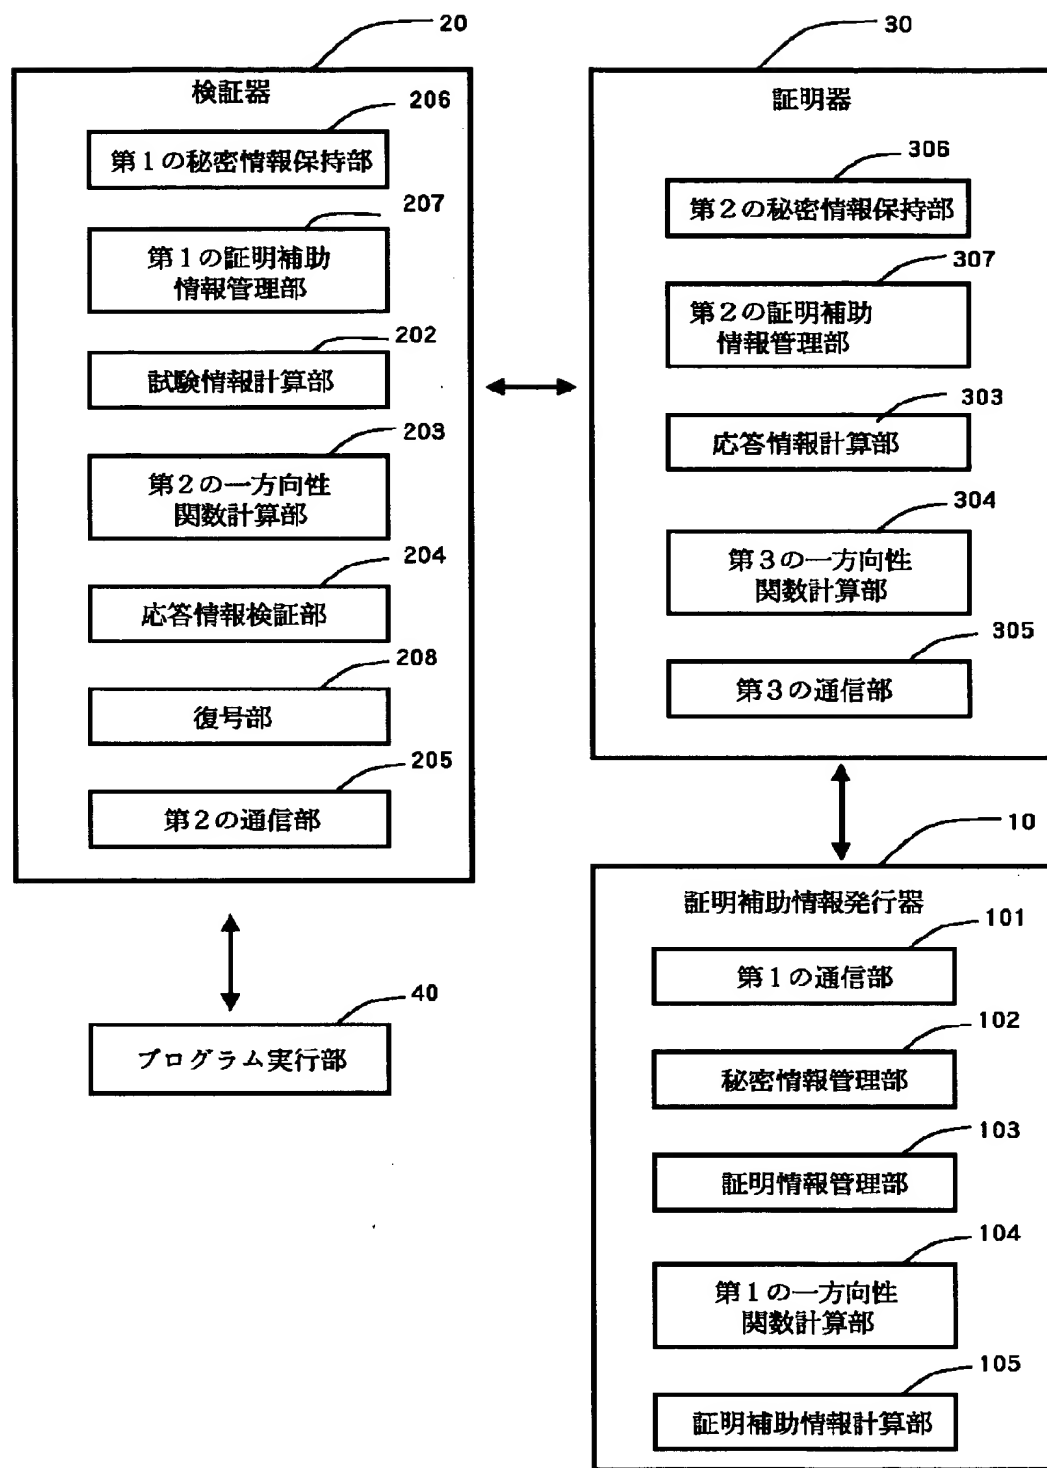 20
検証器
206
第1の秘密情報保持部
207
第1の証明補助
情報管理部
202
試験情報計算部
203
第2の一方向性
関数計算部
204
応答情報検証部
208
復号部
205
第2の通信部
40
プログラム実行部
30
証明器
306
第2の秘密情報保持部
307
第2の証明補助
情報管理部
303
応答情報計算部
304
第3の一方向性
関数計算部
305
第3の通信部
10
証明補助情報発行器
101
第1の通信部
102
秘密情報管理部
103
証明情報管理部
104
第1の一方向性
関数計算部
105
証明補助情報計算部